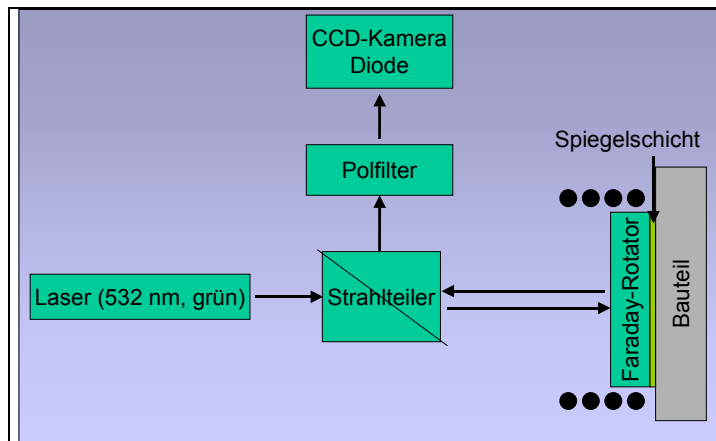 CCD-Kamera
Diode
Spiegelschicht
Polfilter
Laser (532 nm, grün)
Strahlteiler
Faraday-Rotator
Bauteil